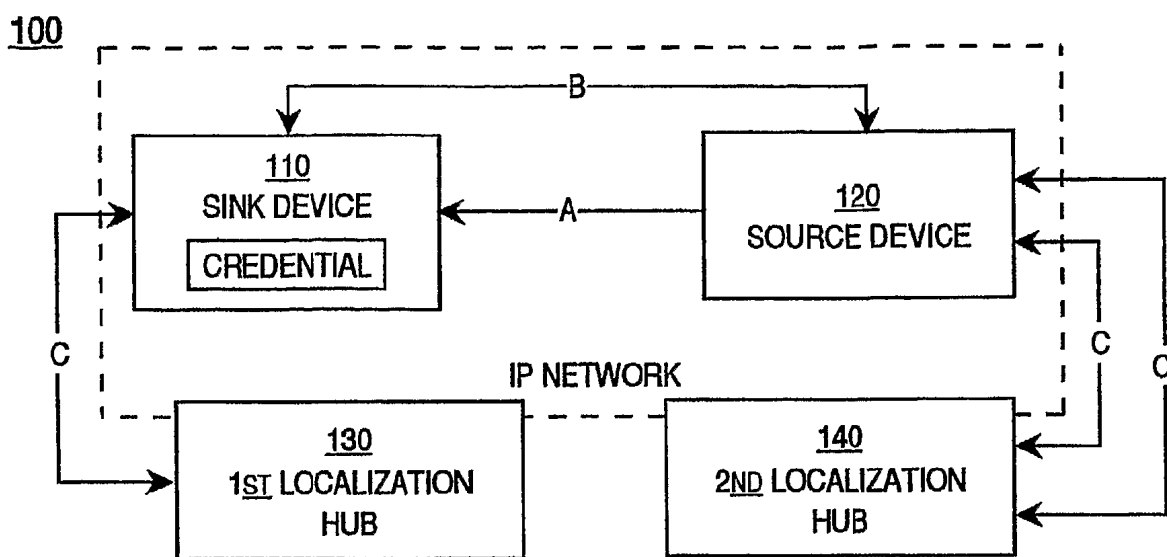 100
B
110
SINK DEVICE
CREDENTIAL
A
120
SOURCE DEVICE
C
C
C
IP NETWORK
130
1ST LOCALIZATION
HUB
140
2ND LOCALIZATION
HUB